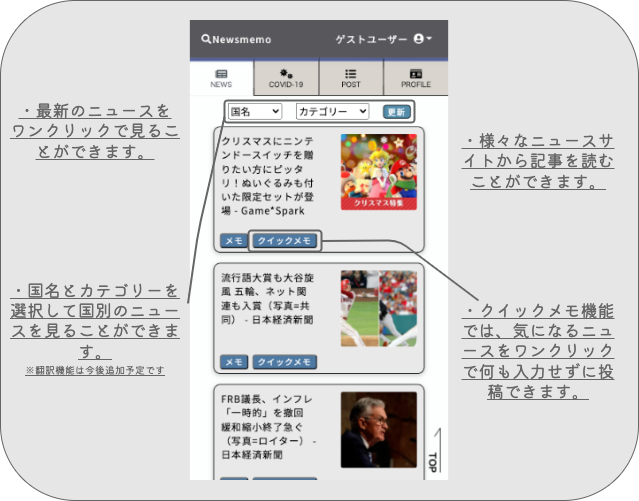 Newsmemo
ゲストユーザー
NEWS
COVID-19
POST
PROFILE
国名
カテゴリー
更新
クリスマスにニンテ
ンドースイッチを贈
りたい方にピッタ
リ！ぬいぐるみも付
いた限定セットが登
場 - Game*Spark
クリスマス特集
メモ
クイックメモ
流行語大賞も大谷旋
風 五輪、ネット関
連も入賞（写真=共
同） - 日本経済新聞
メモ
クイックメモ
FRB議長、インフレ
「一時的」を撤回
緩和縮小終了急ぐ
（写真=ロイター） -
日本経済新聞
TOP
・最新のニュースを
ワンクリックで見るこ
とができます。
・国名とカテゴリーを
選択して国別のニュー
スを見ることができま
す。
※翻訳機能は今後追加予定です
・様々なニュースサ
イトから記事を読む
ことができます。
・クイックメモ機能
では、気になるニュ
ースをワンクリック
で何も入力せずに投
稿できます。